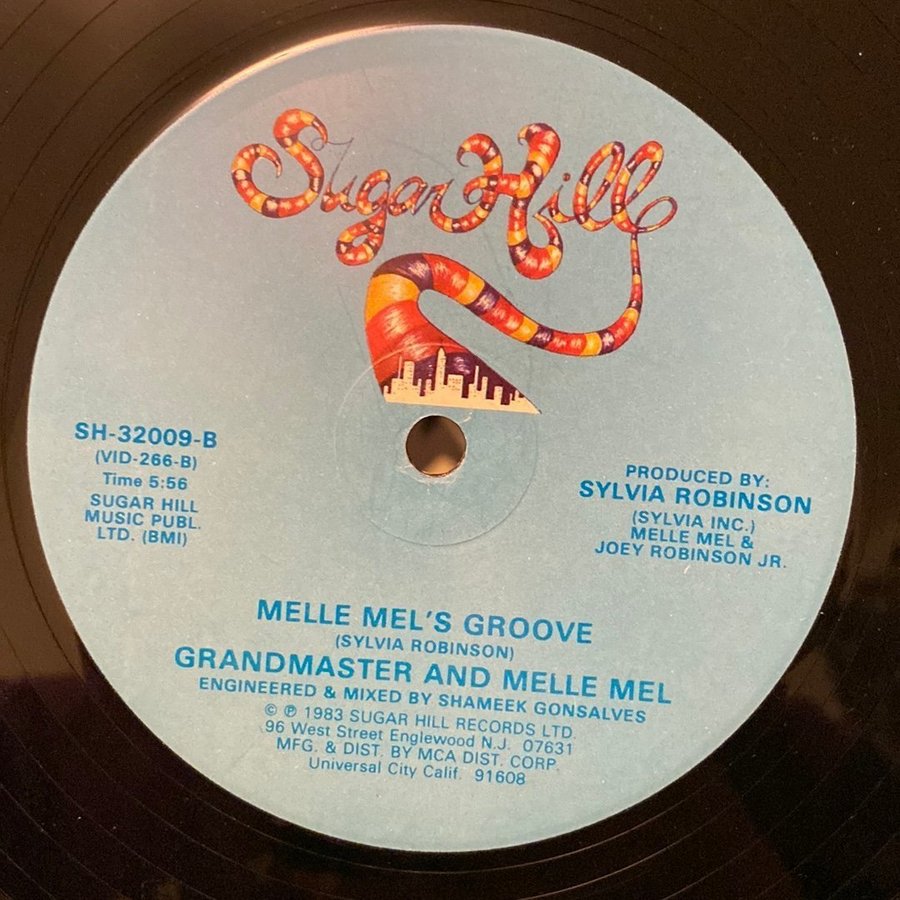 Sugar Hill
SH-32009-B
(VID-266-B)
Time 5:56
SUGAR HILL
MUSIC PUBL.
LTD. (BMI)
PRODUCED BY:
SYLVIA ROBINSON
(SYLVIA INC.)
MELLE MEL &
JOEY ROBINSON JR.
MELLE MEL'S GROOVE
(SYLVIA ROBINSON)
GRANDMASTER AND MELLE MEL
ENGINEERED & MIXED BY SHAMEEK GONSALVES
© ℗ 1983 SUGAR HILL RECORDS LTD.
96 West Street Englewood N.J. 07631
MFG. & DIST. BY MCA DIST. CORP.
Universal City Calif. 91608